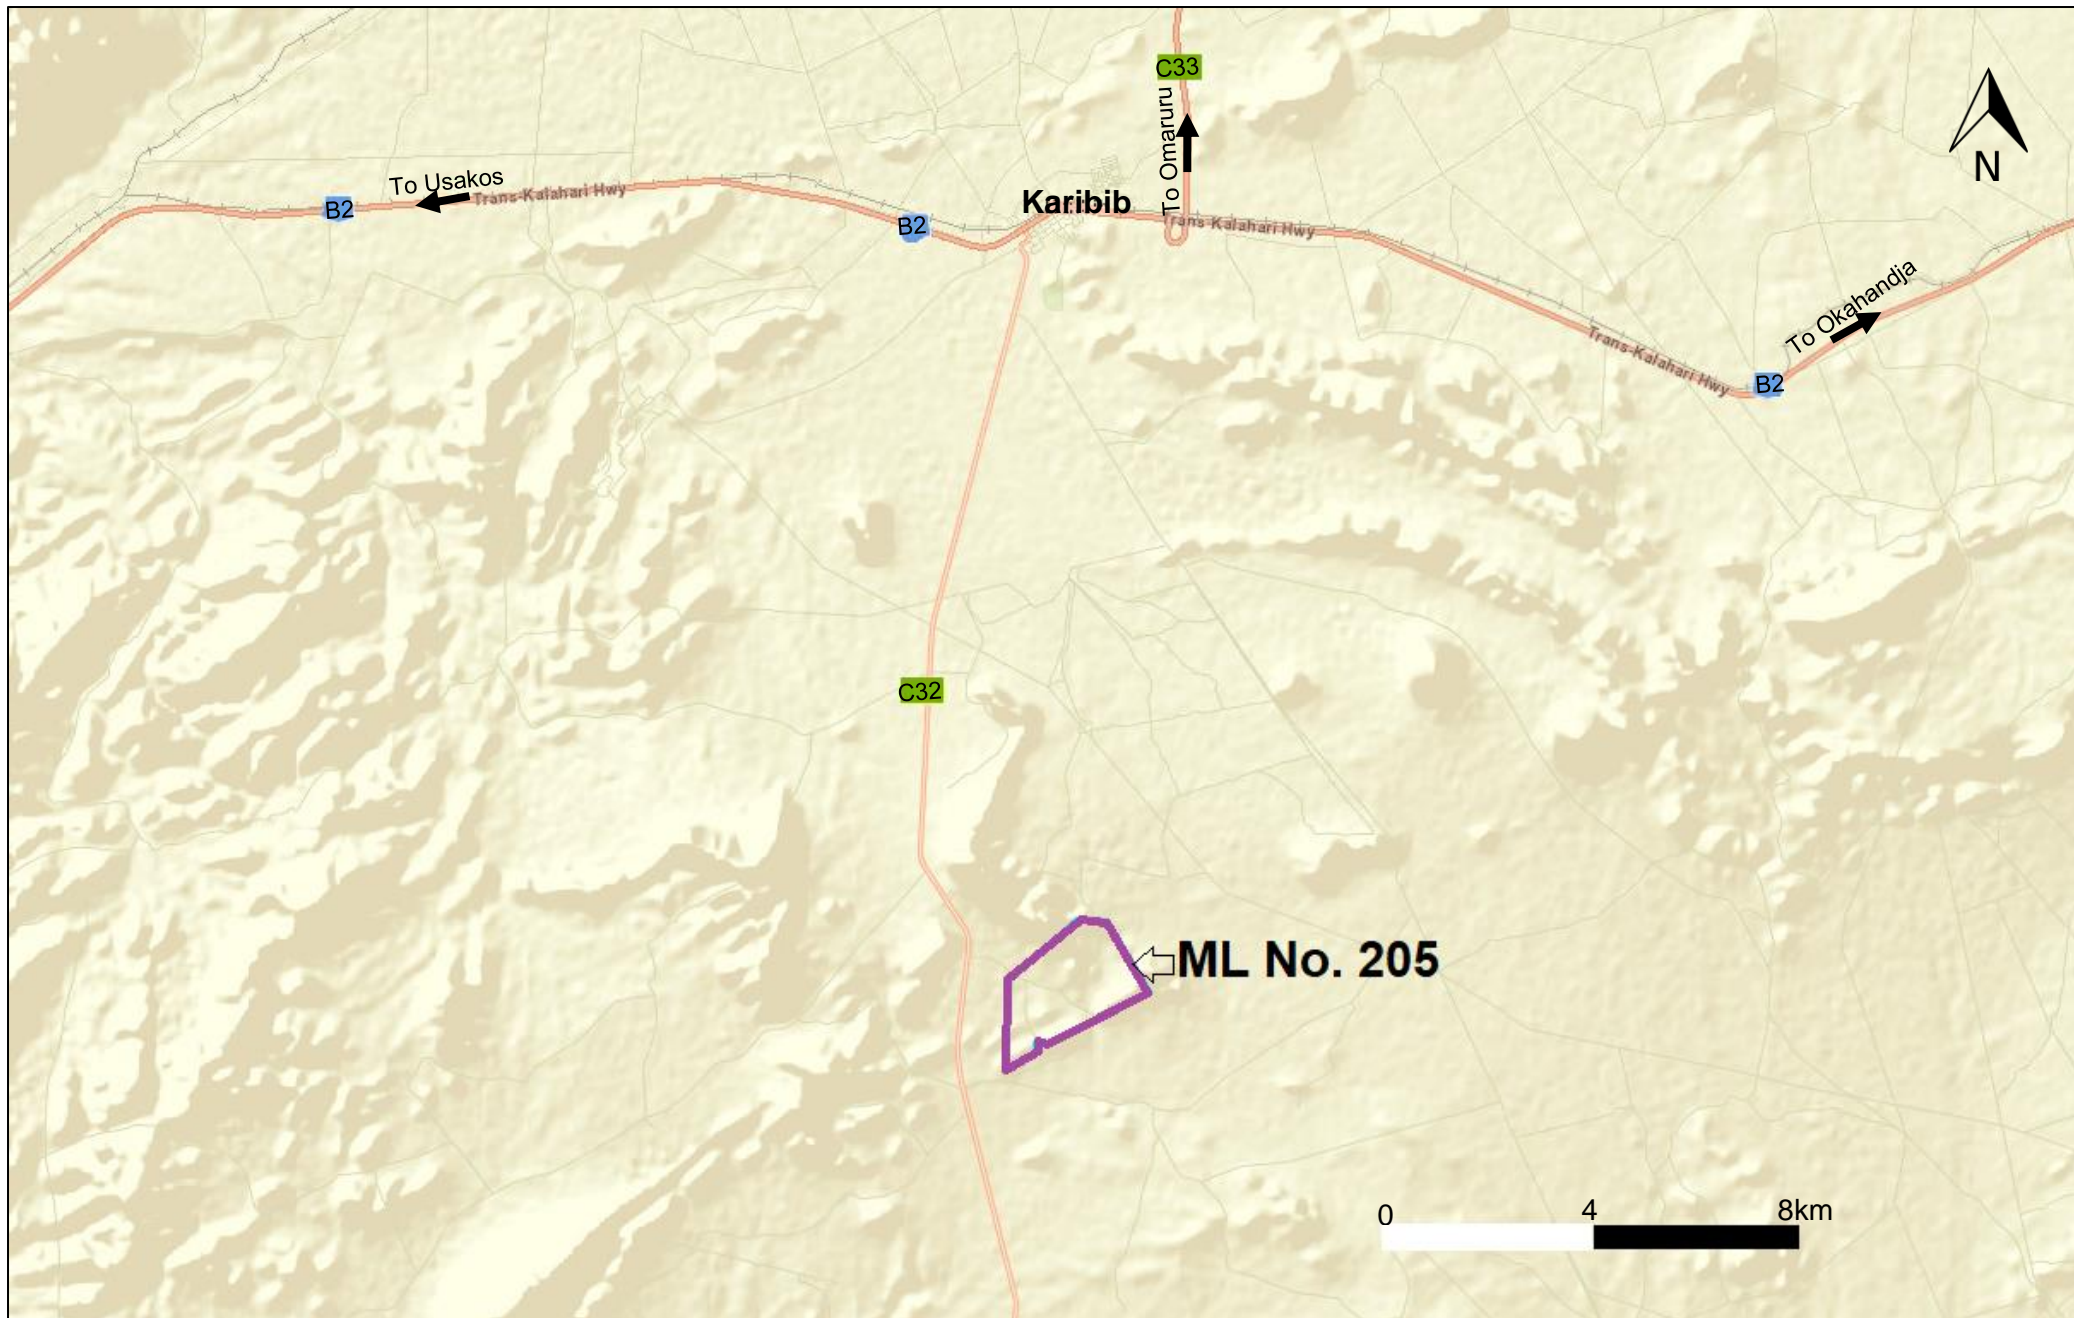 C33
To Omaruru
N
To Usakos
Trans-Kalahari Hwy
B2
Karibib
B2
Trans-Kalahari Hwy
To Okahandja
Trans-Kalahari Hwy
B2
C32
ML No. 205
0 4 8km